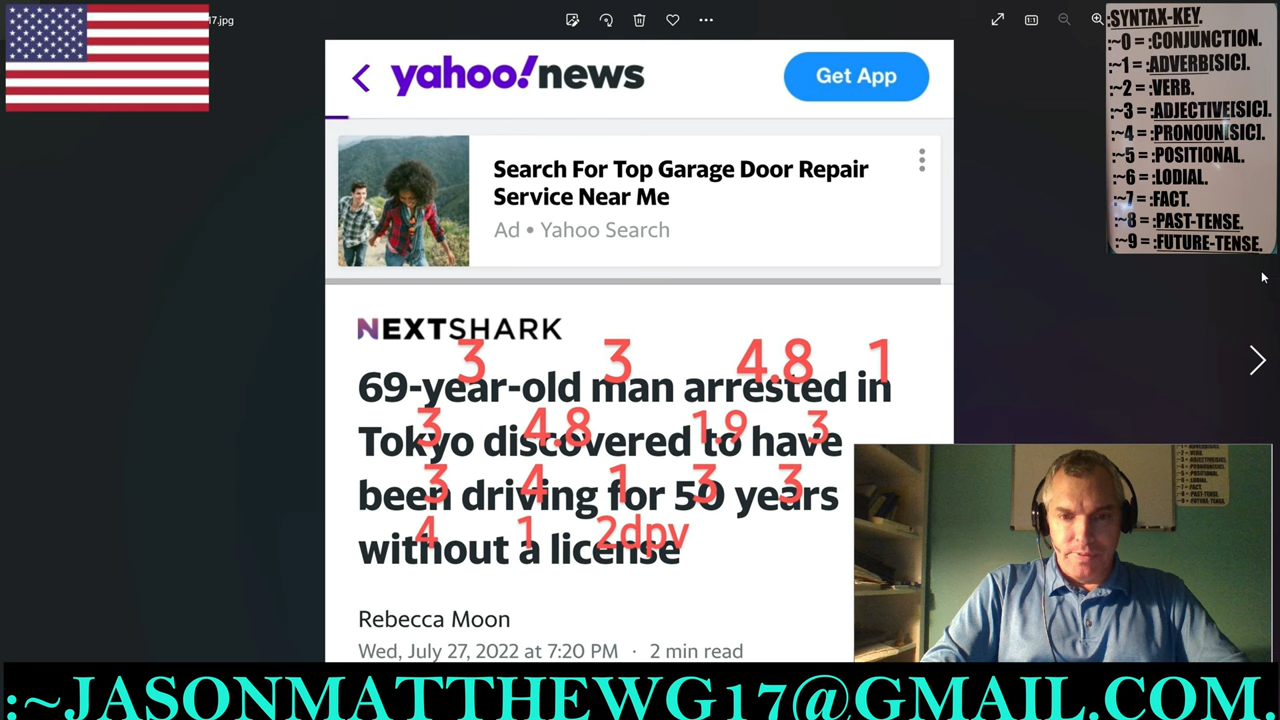 17.jpg
:SYNTAX-KEY.
:~0 = :CONJUNCTION.
:~1 = :ADVERB[SIC].
:~2 = :VERB.
:~3 = :ADJECTIVE[SIC].
:~4 = :PRONOUN[SIC].
:~5 = :POSITIONAL.
:~6 = :LODIAL.
:~7 = :FACT.
:~8 = :PAST-TENSE.
:~9 = :FUTURE-TENSE.
yahoo!news
Get App
Search For Top Garage Door Repair
Service Near Me
Ad • Yahoo Search
NEXTSHARK
3 3 4.8 1
69-year-old man arrested in
3 4.8 1.9 3
Tokyo discovered to have
3 4 1 3 3
been driving for 50 years
4 1 2dpv
without a license
Rebecca Moon
Wed, July 27, 2022 at 7:20 PM · 2 min read
:~JASONMATTHEWG17@GMAIL.COM.